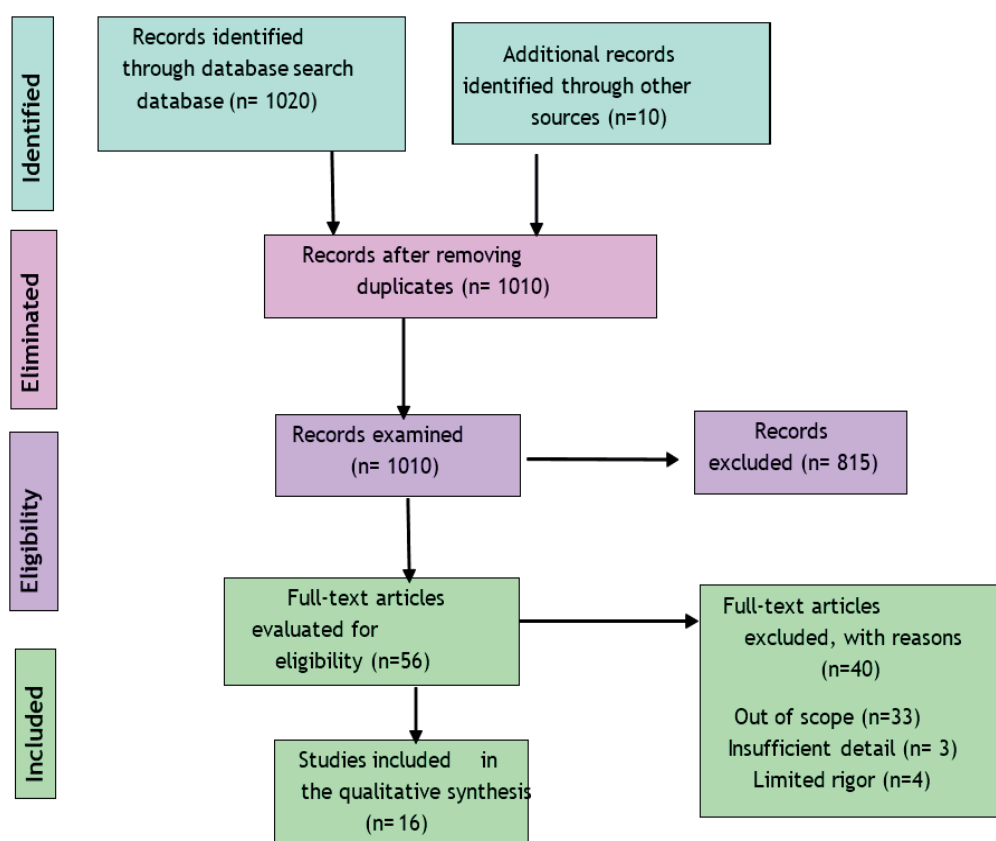 Identified
Records identified
through database search
database (n= 1020)
Additional records
identified through other
sources (n=10)
Eliminated
Records after removing
duplicates (n= 1010)
Eligibility
Records examined
(n= 1010)
Records
excluded (n= 815)
Full-text articles
evaluated for
eligibility (n=56)
Full-text articles
excluded, with reasons
(n=40)
Out of scope (n=33)
Insufficient detail (n= 3)
Limited rigor (n=4)
Included
Studies included in
the qualitative synthesis
(n= 16)